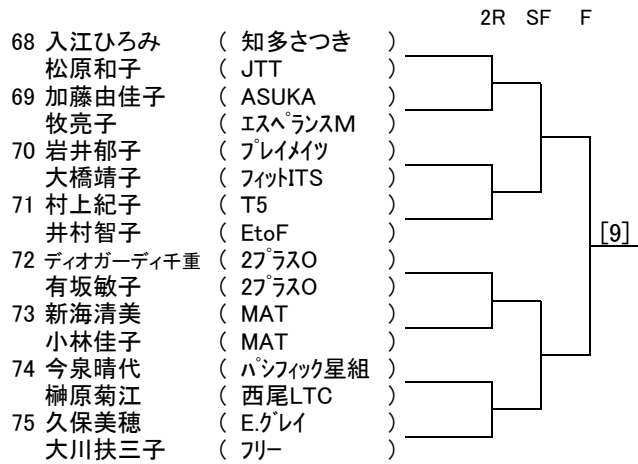 2R SF F
68 入江ひろみ ( 知多さつき )
松原和子 ( JTT )
69 加藤由佳子 ( ASUKA )
牧亮子 ( ｴｽﾍﾟﾗﾝｽM )
70 岩井郁子 ( ﾌﾟﾚｲﾒｲﾂ )
大橋靖子 ( ﾌｨｯﾄITS )
71 村上紀子 ( T5 )
井村智子 ( EtoF )
[9]
72 ディオガーディ千重 ( 2ﾌﾟﾗｽO )
有坂敏子 ( 2ﾌﾟﾗｽO )
73 新海清美 ( MAT )
小林佳子 ( MAT )
74 今泉晴代 ( ﾊﾟｼﾌｨｯｸ星組 )
榊原菊江 ( 西尾LTC )
75 久保美穂 ( E.ｸﾞﾚｲ )
大川扶三子 ( ﾌﾘｰ )